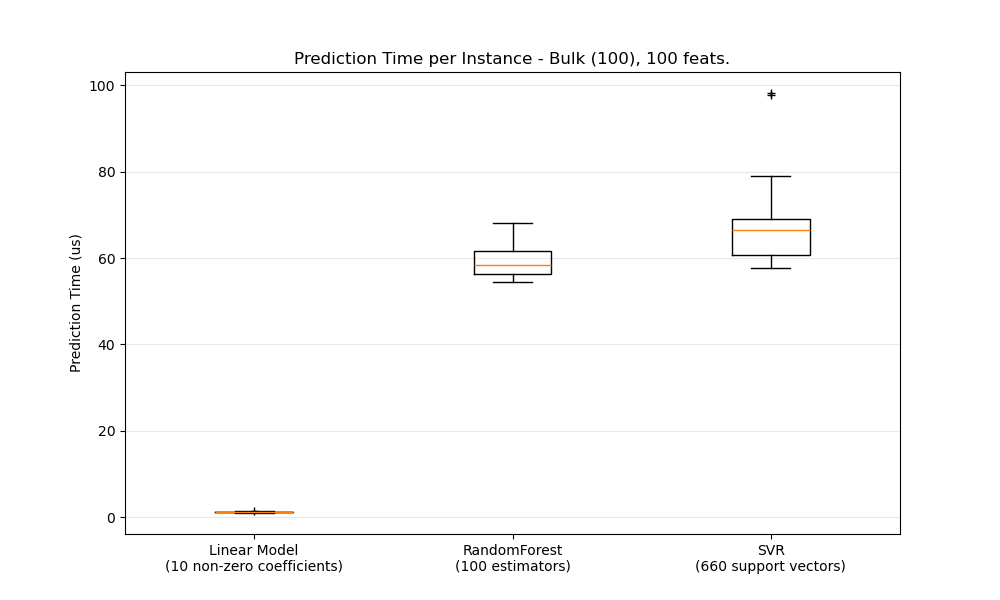 Prediction Time per Instance - Bulk (100), 100 feats.
100
80
60
40
20
0
Prediction Time (us)
Linear Model
(10 non-zero coefficients)
RandomForest
(100 estimators)
SVR
(660 support vectors)